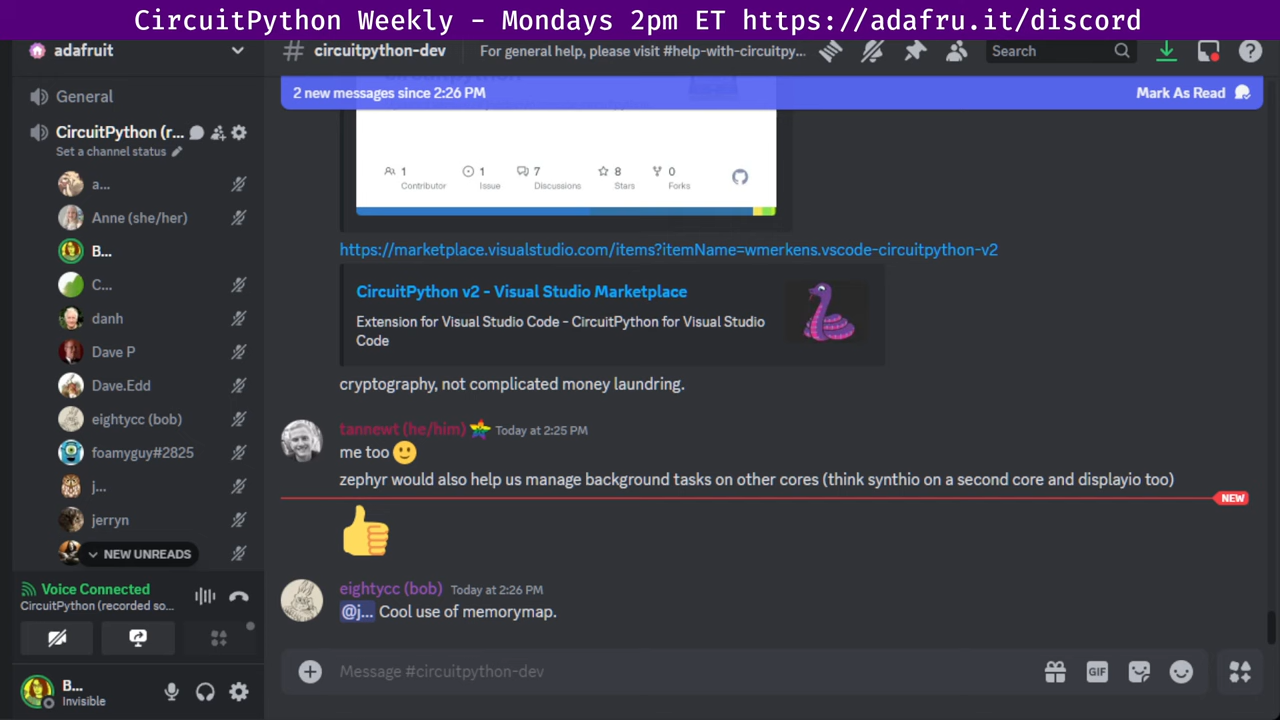 CircuitPython Weekly - Mondays 2pm ET https://adafru.it/discord
adafruit
# circuitpython-dev
For general help, please visit #help-with-circuitpy...
Search
General
CircuitPython (r...
Set a channel status
a...
Anne (she/her)
B...
C...
danh
Dave P
Dave.Edd
eightycc (bob)
foamyguy#2825
j...
jerryn
NEW UNREADS
Voice Connected
CircuitPython (recorded so...
B...
Invisible
2 new messages since 2:26 PM
Mark As Read
1
Contributor
1
Issue
7
Discussions
8
Stars
0
Forks
https://marketplace.visualstudio.com/items?itemName=wmerkens.vscode-circuitpython-v2
CircuitPython v2 - Visual Studio Marketplace
Extension for Visual Studio Code - CircuitPython for Visual Studio
Code
cryptography, not complicated money laundring.
tannewt (he/him) Today at 2:25 PM
me too
zephyr would also help us manage background tasks on other cores (think synthio on a second core and displayio too)
NEW
eightycc (bob) Today at 2:26 PM
@j... Cool use of memorymap.
Message #circuitpython-dev
GIF